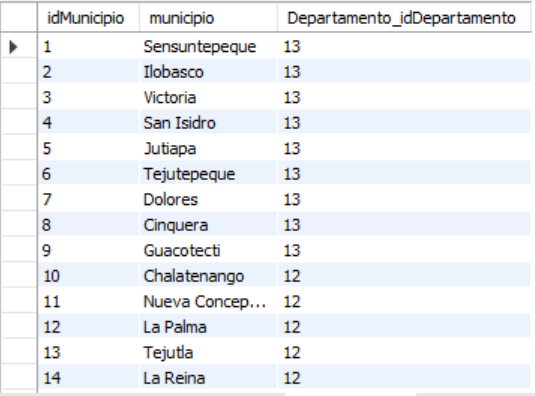 idMunicipio municipio Departamento_idDepartamento
1 Sensuntepeque 13
2 Ilobasco 13
3 Victoria 13
4 San Isidro 13
5 Jutiapa 13
6 Tejutepeque 13
7 Dolores 13
8 Cinquera 13
9 Guacotecti 13
10 Chalatenango 12
11 Nueva Concep... 12
12 La Palma 12
13 Tejutla 12
14 La Reina 12